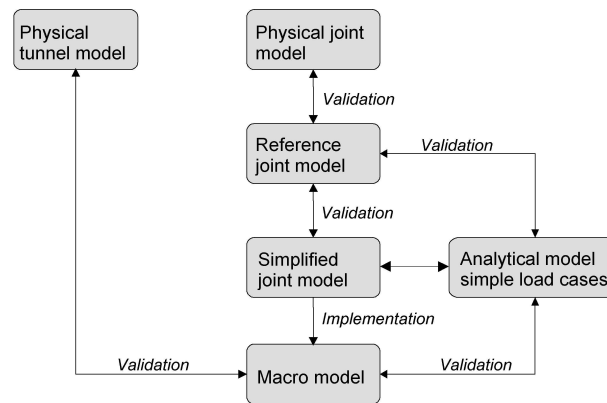 Physical
tunnel model
Physical joint
model
Validation
Reference
joint model
Validation
Validation
Simplified
joint model
Analytical model
simple load cases
Implementation
Validation
Macro model
Validation